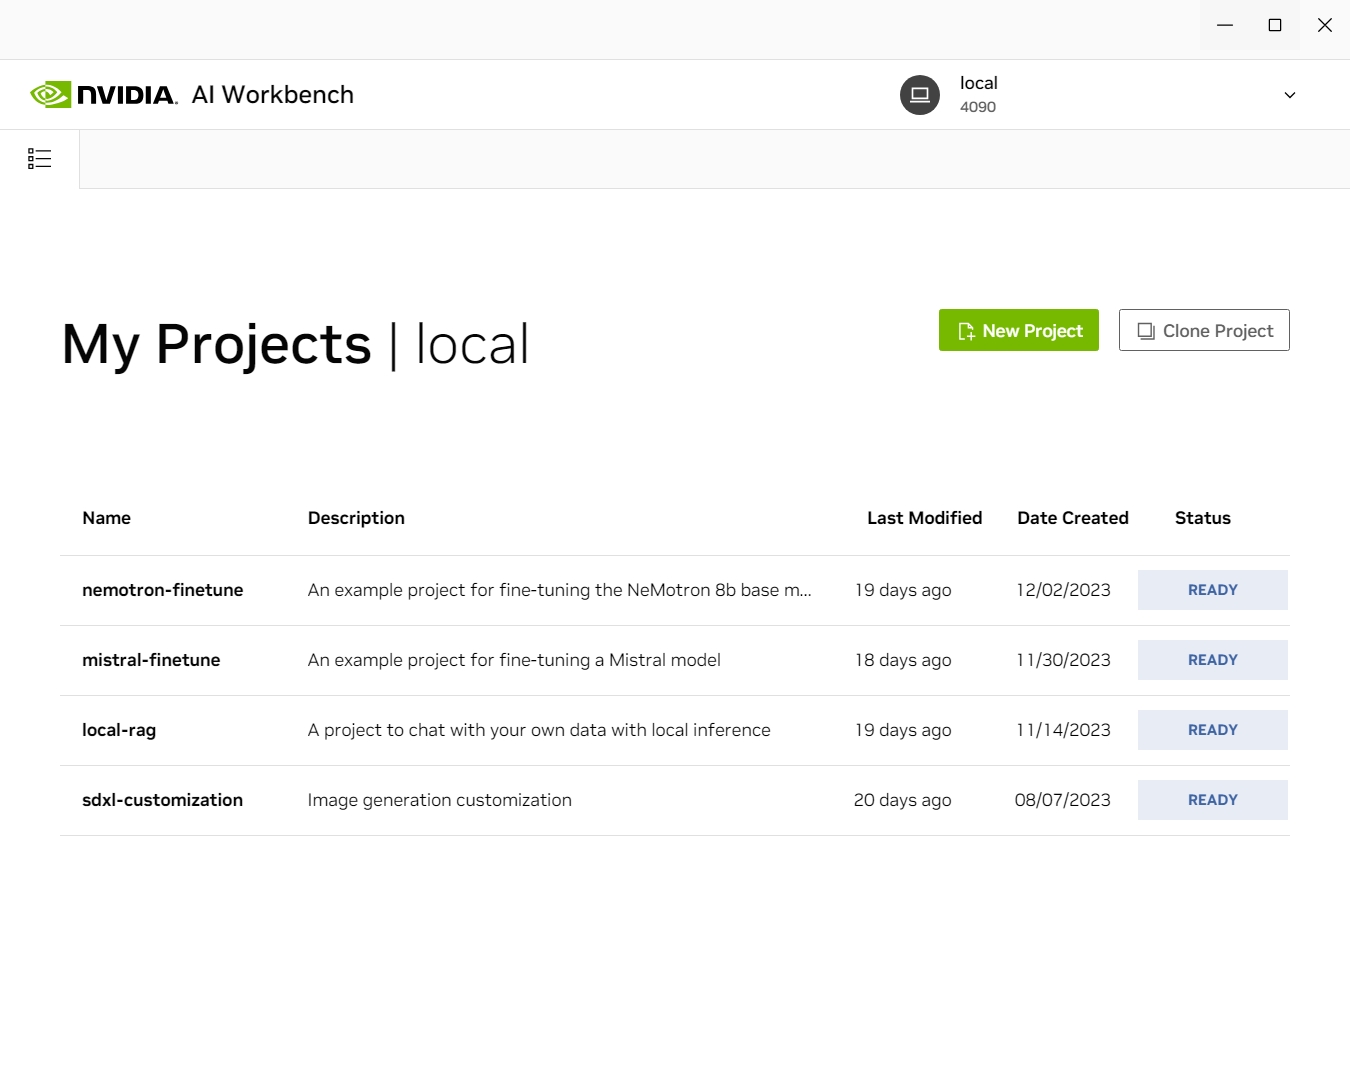 NVIDIA. AI Workbench
local
4090
My Projects | local
New Project
Clone Project
Name Description Last Modified Date Created Status
nemotron-finetune An example project for fine-tuning the NeMotron 8b base m... 19 days ago 12/02/2023 READY
mistral-finetune An example project for fine-tuning a Mistral model 18 days ago 11/30/2023 READY
local-rag A project to chat with your own data with local inference 19 days ago 11/14/2023 READY
sdxl-customization Image generation customization 20 days ago 08/07/2023 READY